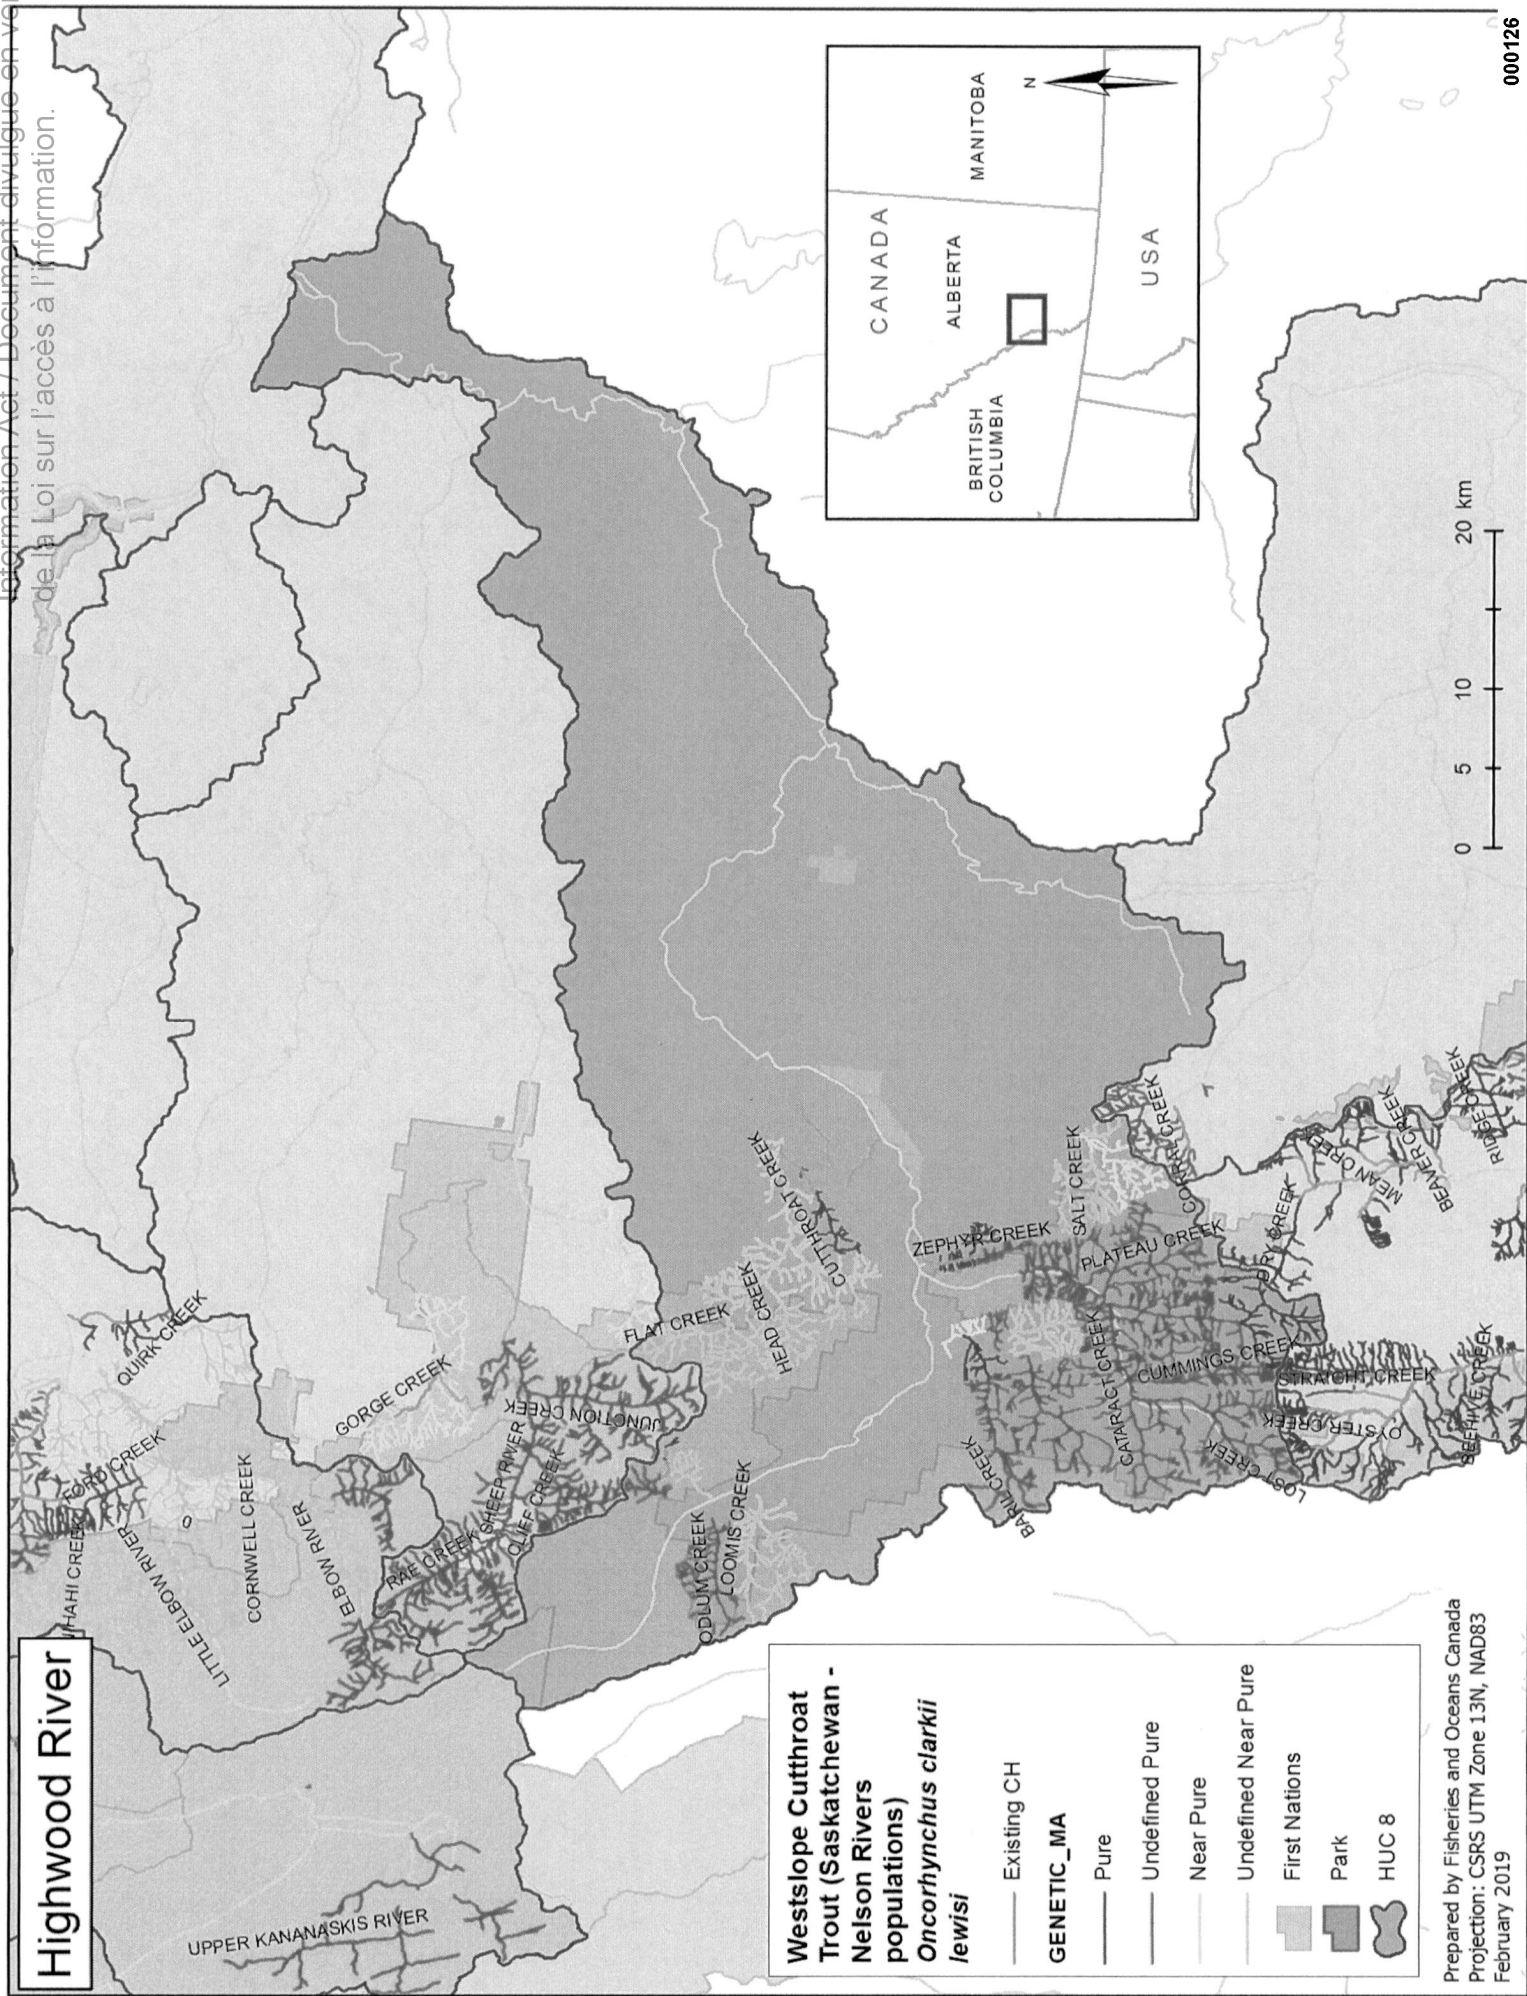 Information Act / Document divulgué en ve
de la Loi sur l'accès à l'information.
Highwood River
QUIRK CREEK
FORD CREEK
IHAHI CREEK
LITTLE ELBOW RIVER
0
CORNWELL CREEK
ELBOW RIVER
GORGE CREEK
RAE CREEK
SHEEP RIVER
CLIFF CREEK
JUNCTION CREEK
UPPER KANANASKIS RIVER
FLAT CREEK
HEAD CREEK
CUTTHROAT CREEK
ODLUM CREEK
LOOMIS CREEK
ZEPHYR CREEK
SALT CREEK
CORRAL CREEK
PLATEAU CREEK
BARIL CREEK
CATARACT CREEK
CUMMINGS CREEK
LOST CREEK
DRY CREEK
STRAIGHT CREEK
OYSTER CREEK
BEEHIVE CREEK
MEAN CREEK
BEAVER CREEK
RIDGE CREEK
CANADA
BRITISH
COLUMBIA
ALBERTA
MANITOBA
USA
N
Westslope Cutthroat
Trout (Saskatchewan -
Nelson Rivers
populations)
Oncorhynchus clarkii
lewisi
Existing CH
GENETIC_MA
Pure
Undefined Pure
Near Pure
Undefined Near Pure
First Nations
Park
HUC 8
0 5 10 20 km
Prepared by Fisheries and Oceans Canada
Projection: CSRS UTM Zone 13N, NAD83
February 2019
000126